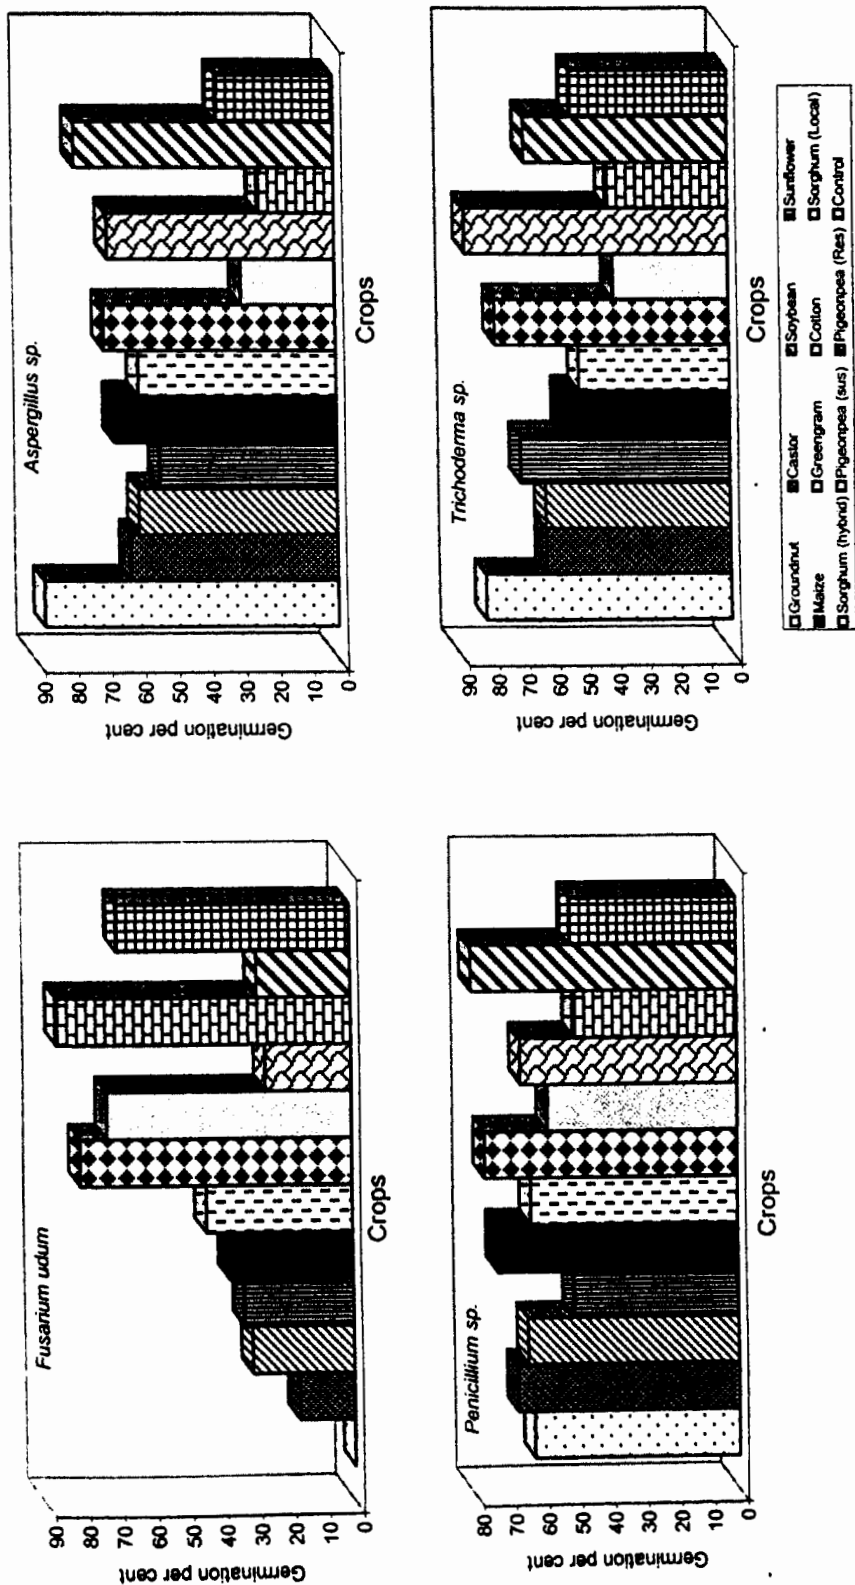 Fusarium udum
Germination per cent
90
80
70
60
50
40
30
20
10
0
Crops
Aspergillus sp.
Germination per cent
90
80
70
60
50
40
30
20
10
0
Crops
Penicillium sp.
Germination per cent
80
70
60
50
40
30
20
10
0
Crops
Trichoderma sp.
Germination per cent
90
80
70
60
50
40
30
20
10
0
Crops
Groundnut Castor Soybean Sunflower
Maize Greengram Cotton Sorghum (Local)
Sorghum (hybrid) Pigeonpea (sus) Pigeonpea (Res) Control